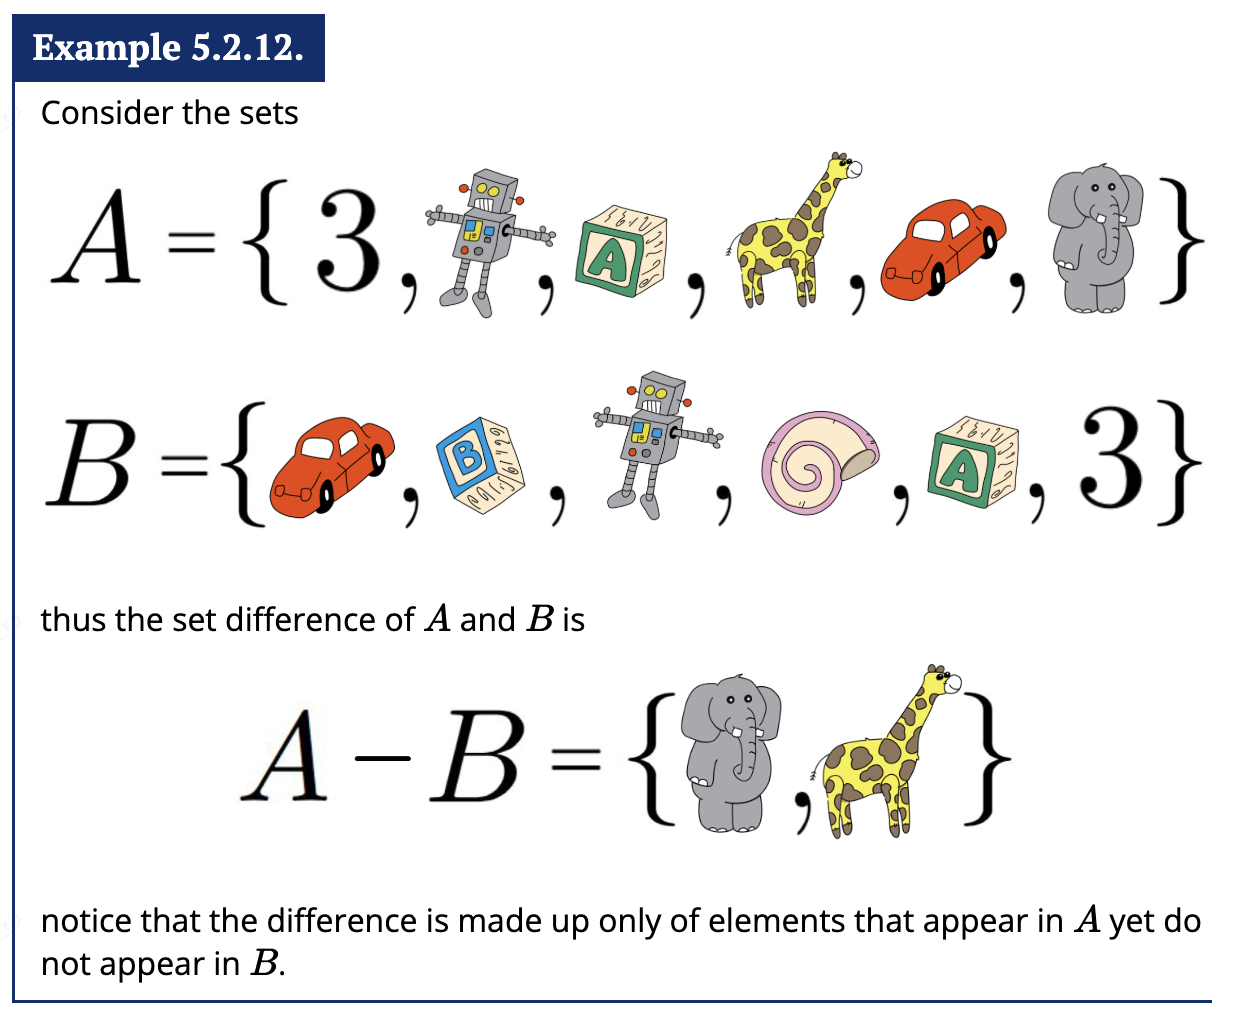 Example 5.2.12.
Consider the sets
A = { 3 , , A , , , }
B = { , B , , , A , 3 }
thus the set difference of A and B is
A − B = { , }
notice that the difference is made up only of elements that appear in A yet do
not appear in B.